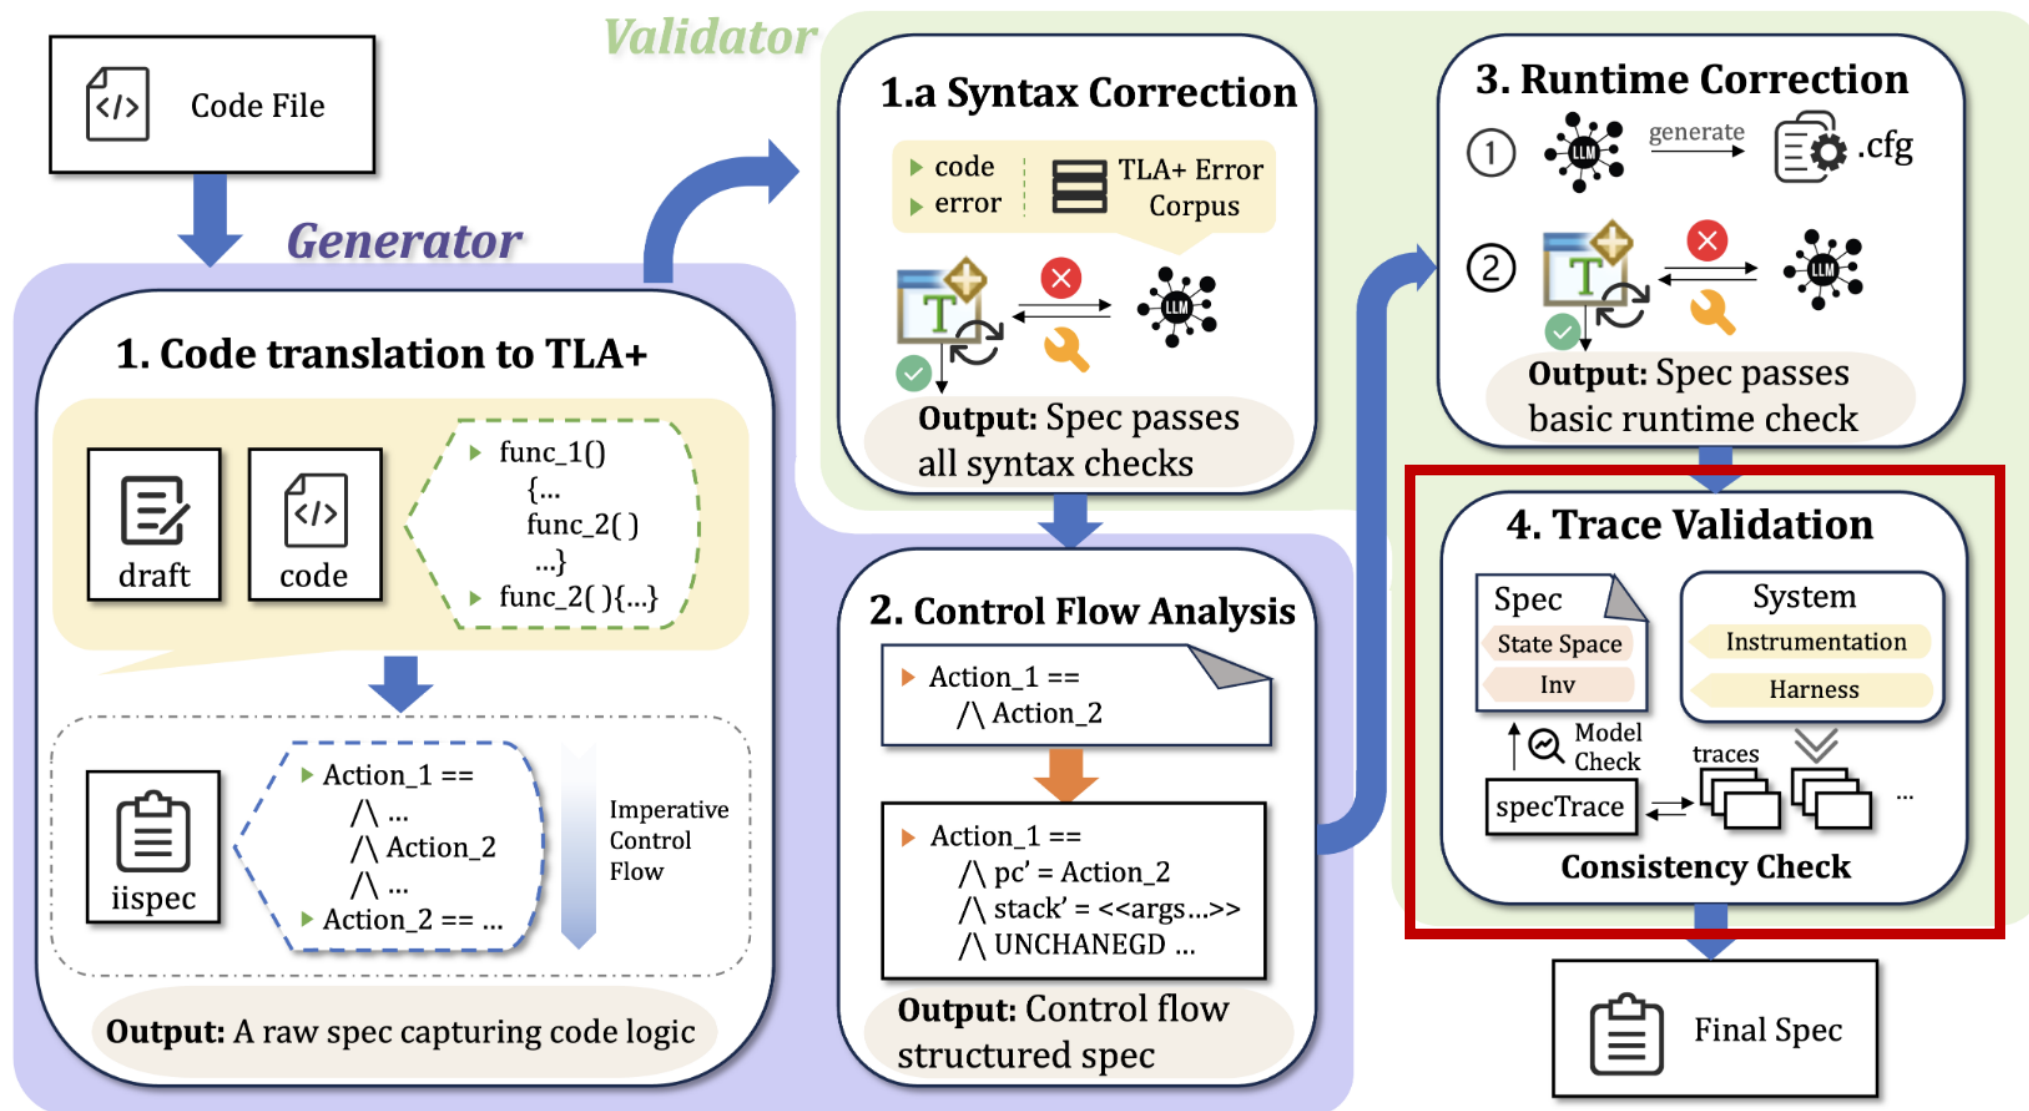 Code File
Generator
1. Code translation to TLA+
draft
code
func_1()
{...
func_2( )
...}
func_2( ){...}
iispec
Action_1 ==
/\ ...
/\ Action_2
/\ ...
Action_2 == ...
Imperative
Control
Flow
Output: A raw spec capturing code logic
Validator
1.a Syntax Correction
code
error
TLA+ Error
Corpus
T
LLM
Output: Spec passes
all syntax checks
2. Control Flow Analysis
Action_1 ==
/\ Action_2
Action_1 ==
/\ pc’ = Action_2
/\ stack’ = <<args...>>
/\ UNCHANEGD ...
Output: Control flow
structured spec
3. Runtime Correction
1
LLM
generate
.cfg
2
T
LLM
Output: Spec passes
basic runtime check
4. Trace Validation
Spec
State Space
Inv
System
Instrumentation
Harness
Model
Check
traces
...
specTrace
Consistency Check
Final Spec